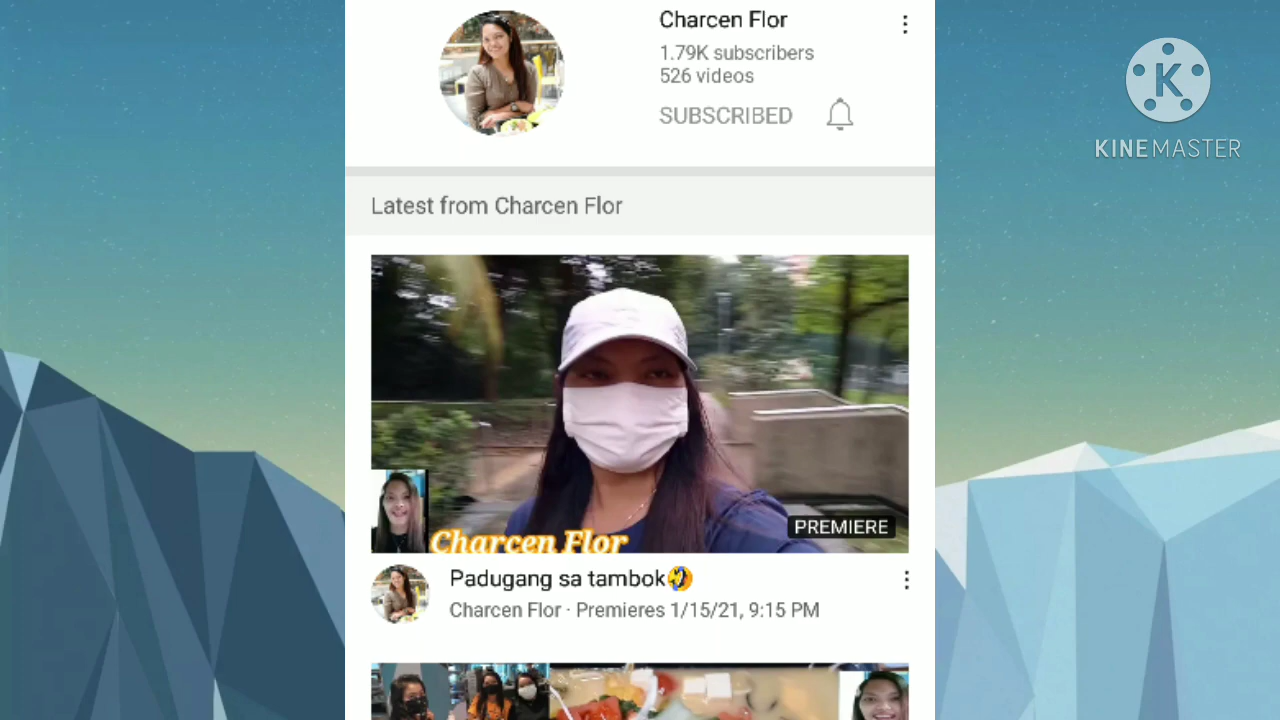 Charcen Flor
1.79K subscribers
526 videos
SUBSCRIBED
K
KINEMASTER
Latest from Charcen Flor
PREMIERE
Charcen Flor
Padugang sa tambok🤣
Charcen Flor · Premieres 1/15/21, 9:15 PM